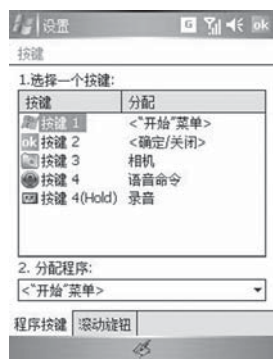 设置 G ok
按键
1.选择一个按键:
按键 分配
按键 1 <“开始”菜单>
ok 按键 2 <确定/关闭>
按键 3 相机
按键 4 语音命令
按键 4(Hold) 录音
2. 分配程序:
<“开始”菜单>
程序按键 滚动旋钮